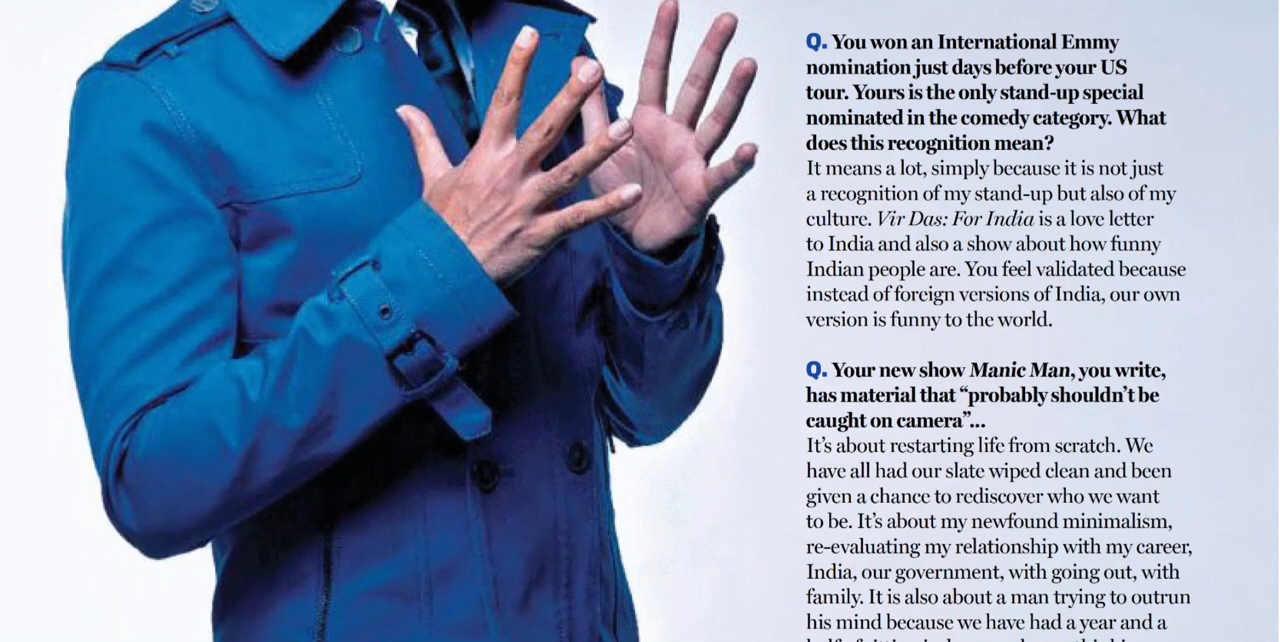 Q. You won an International Emmy
nomination just days before your US
tour. Yours is the only stand-up special
nominated in the comedy category. What
does this recognition mean?
It means a lot, simply because it is not just
a recognition of my stand-up but also of my
culture. Vir Das: For India is a love letter
to India and also a show about how funny
Indian people are. You feel validated because
instead of foreign versions of India, our own
version is funny to the world.
Q. Your new show Manic Man, you write,
has material that “probably shouldn’t be
caught on camera”...
It’s about restarting life from scratch. We
have all had our slate wiped clean and been
given a chance to rediscover who we want
to be. It’s about my newfound minimalism,
re-evaluating my relationship with my career,
India, our government, with going out, with
family. It is also about a man trying to outrun
his mind because we have had a year and a